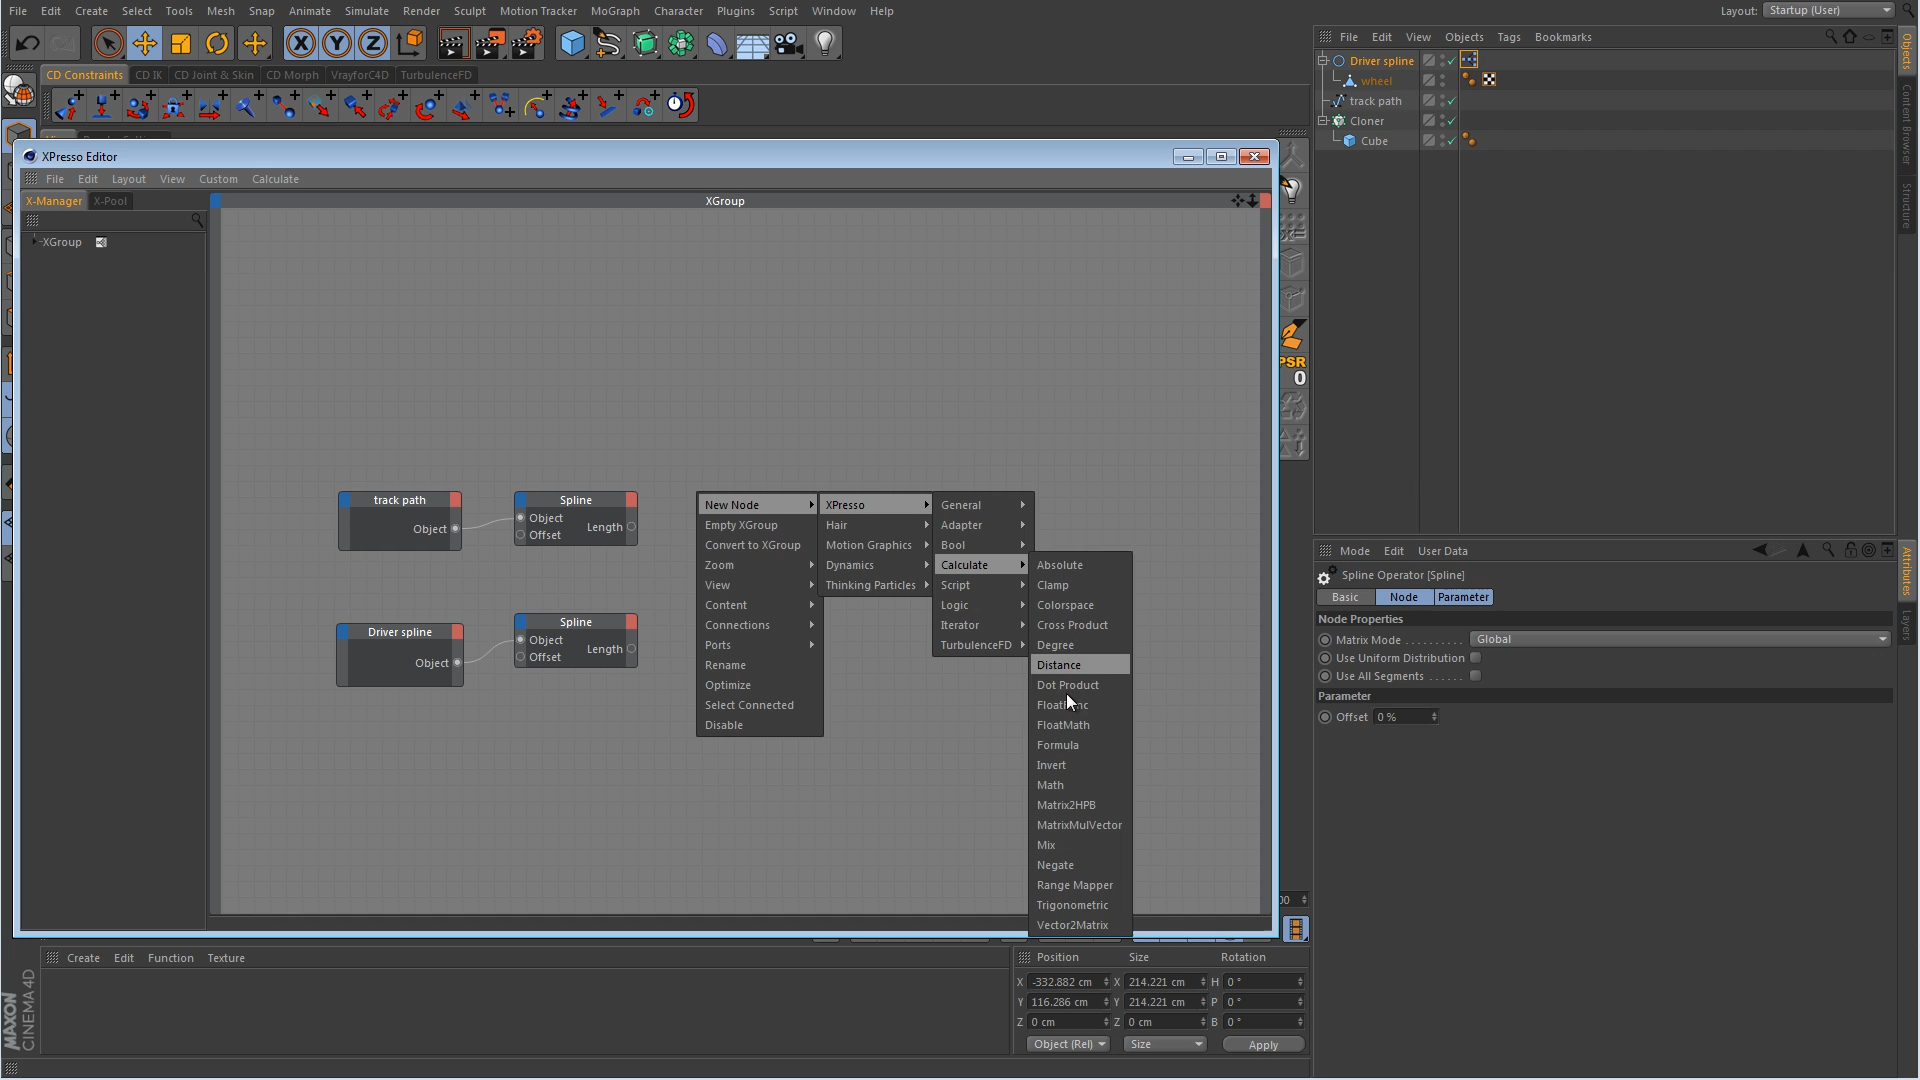 File Edit Create Select Tools Mesh Snap Animate Simulate Render Sculpt Motion Tracker MoGraph Character Plugins Script Window Help
Layout: Startup (User)
File Edit View Objects Tags Bookmarks
CD Constraints CD IK CD Joint & Skin CD Morph VrayforC4D TurbulenceFD
Driver spline
wheel
track path
Cloner
Cube
Objects
Content Browser
Structure
XPresso Editor
File Edit Layout View Custom Calculate
X-Manager X-Pool
XGroup
XGroup
PSR
0
track path
Object
Spline
Object
Offset
Length
Driver spline
Object
Spline
Object
Offset
Length
New Node
Empty XGroup
Convert to XGroup
Zoom
View
Content
Connections
Ports
Rename
Optimize
Select Connected
Disable
XPresso
Hair
Motion Graphics
Dynamics
Thinking Particles
General
Adapter
Bool
Calculate
Script
Logic
Iterator
TurbulenceFD
Absolute
Clamp
Colorspace
Cross Product
Degree
Distance
Dot Product
FloatMath
Formula
Invert
Math
Matrix2HPB
MatrixMulVector
Mix
Negate
Range Mapper
Trigonometric
Vector2Matrix
Mode Edit User Data
Spline Operator [Spline]
Basic Node Parameter
Node Properties
Matrix Mode . . . . . . . . . . Global
Use Uniform Distribution
Use All Segments . . . . . .
Parameter
Offset 0 %
Attributes
Layers
Create Edit Function Texture
Position Size Rotation
X -332.882 cm X 214.221 cm H 0 °
Y 116.286 cm Y 214.221 cm P 0 °
Z 0 cm Z 0 cm B 0 °
Object (Rel) Size Apply
MAXON
CINEMA 4D